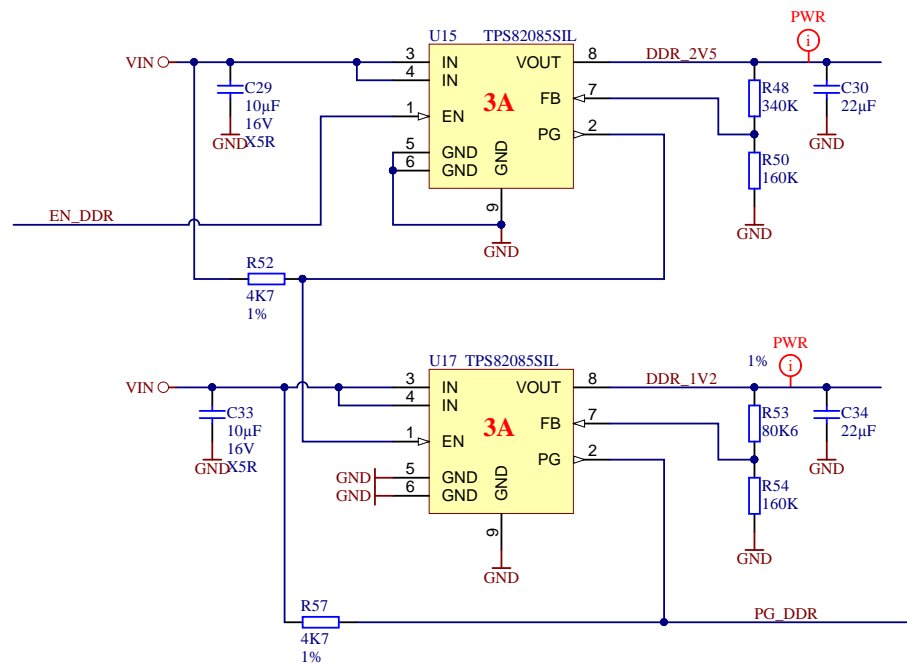 PWR
U15 TPS82085SIL
VIN
3 IN
4 IN
VOUT 8
DDR_2V5
C29
10µF
16V
X5R
GND
R48
340K
C30
22µF
GND
3A
FB 7
1 EN
PG 2
5 GND
6 GND
GND
9
GND
R50
160K
GND
EN_DDR
R52
4K7
1%
PWR
1%
U17 TPS82085SIL
VIN
3 IN
4 IN
VOUT 8
DDR_1V2
C33
10µF
16V
X5R
GND
R53
80K6
C34
22µF
GND
3A
FB 7
1 EN
PG 2
GND 5 GND
GND 6 GND
GND
9
GND
R54
160K
GND
R57
4K7
1%
PG_DDR